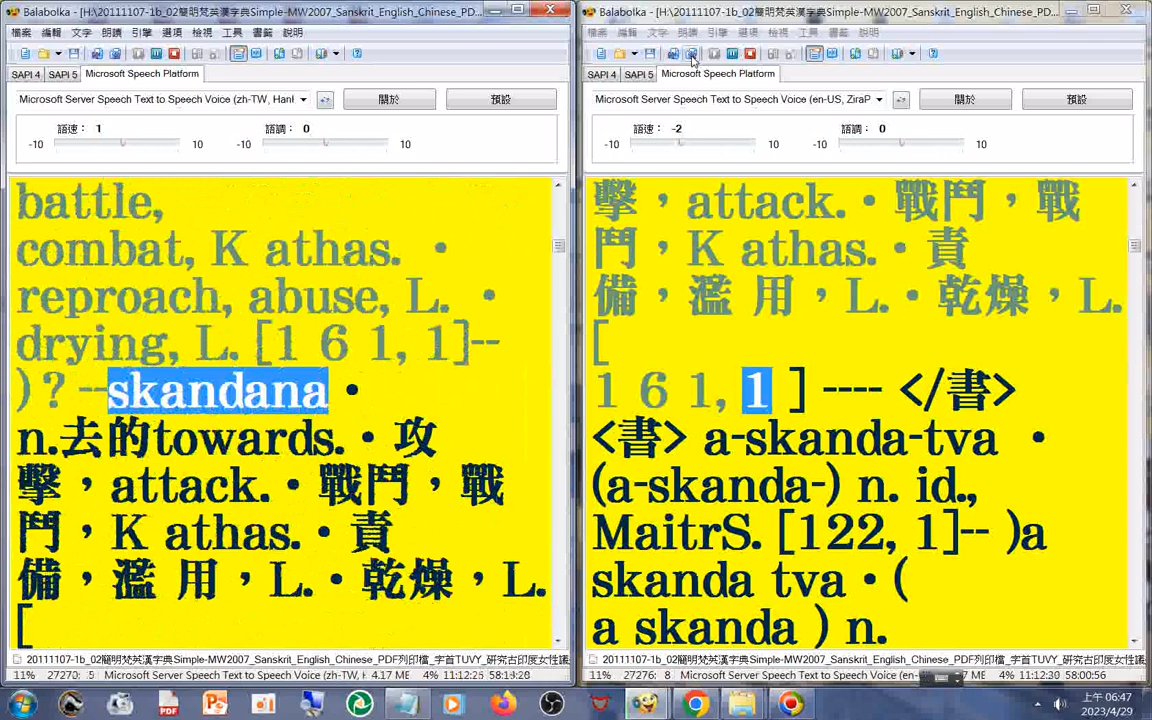 Balabolka - [H:\20111107-1b_02簡明梵英漢字典Simple-MW2007_Sanskrit_English_Chinese_PD...
檔案 編輯 文字 朗讀 引擎 選項 檢視 工具 書籤 說明
SAPI 4 SAPI 5 Microsoft Speech Platform
Microsoft Server Speech Text to Speech Voice (zh-TW, Hanl 關於 預設
語速： 1 語調： 0
-10 10 -10 10
battle,
combat, K athas. •
reproach, abuse, L. •
drying, L. [1 6 1, 1]--
)？--skandana •
n.去的towards.•攻
擊，attack.•戰鬥，戰
鬥，K athas.•責
備，濫 用，L.•乾燥，L.
[
20111107-1b_02簡明梵英漢字典Simple-MW2007_Sanskrit_English_Chinese_PDF列印檔_字首TUVY_研究古印度女性議
11% 27276: 5 Microsoft Server Speech Text to Speech Voice (zh-TW, H 4.17 ME 4% 11:12:25
Balabolka - [H:\20111107-1b_02簡明梵英漢字典Simple-MW2007_Sanskrit_English_Chinese_PD...
檔案 編輯 文字 朗讀 引擎 選項 檢視 工具 書籤 說明
SAPI 4 SAPI 5 Microsoft Speech Platform
Microsoft Server Speech Text to Speech Voice (en-US, ZiraP 關於 預設
語速： -2 語調： 0
-10 10 -10 10
擊，attack.•戰鬥，戰
鬥，K athas.•責
備，濫 用，L.•乾燥，L.
[
1 6 1, 1 ] ---- </書>
<書> a-skanda-tva •
(a-skanda-) n. id.,
MaitrS. [122, 1]-- )a
skanda tva •(
a skanda ) n.
20111107-1b_02簡明梵英漢字典Simple-MW2007_Sanskrit_English_Chinese_PDF列印檔_字首TUVY_研究古印度女性議
11% 27276: 8 Microsoft Server Speech Text to Speech Voice (en-U 4.17 ME 4% 11:12:30 58:00:56
PDF
上午 06:47
2023/4/29